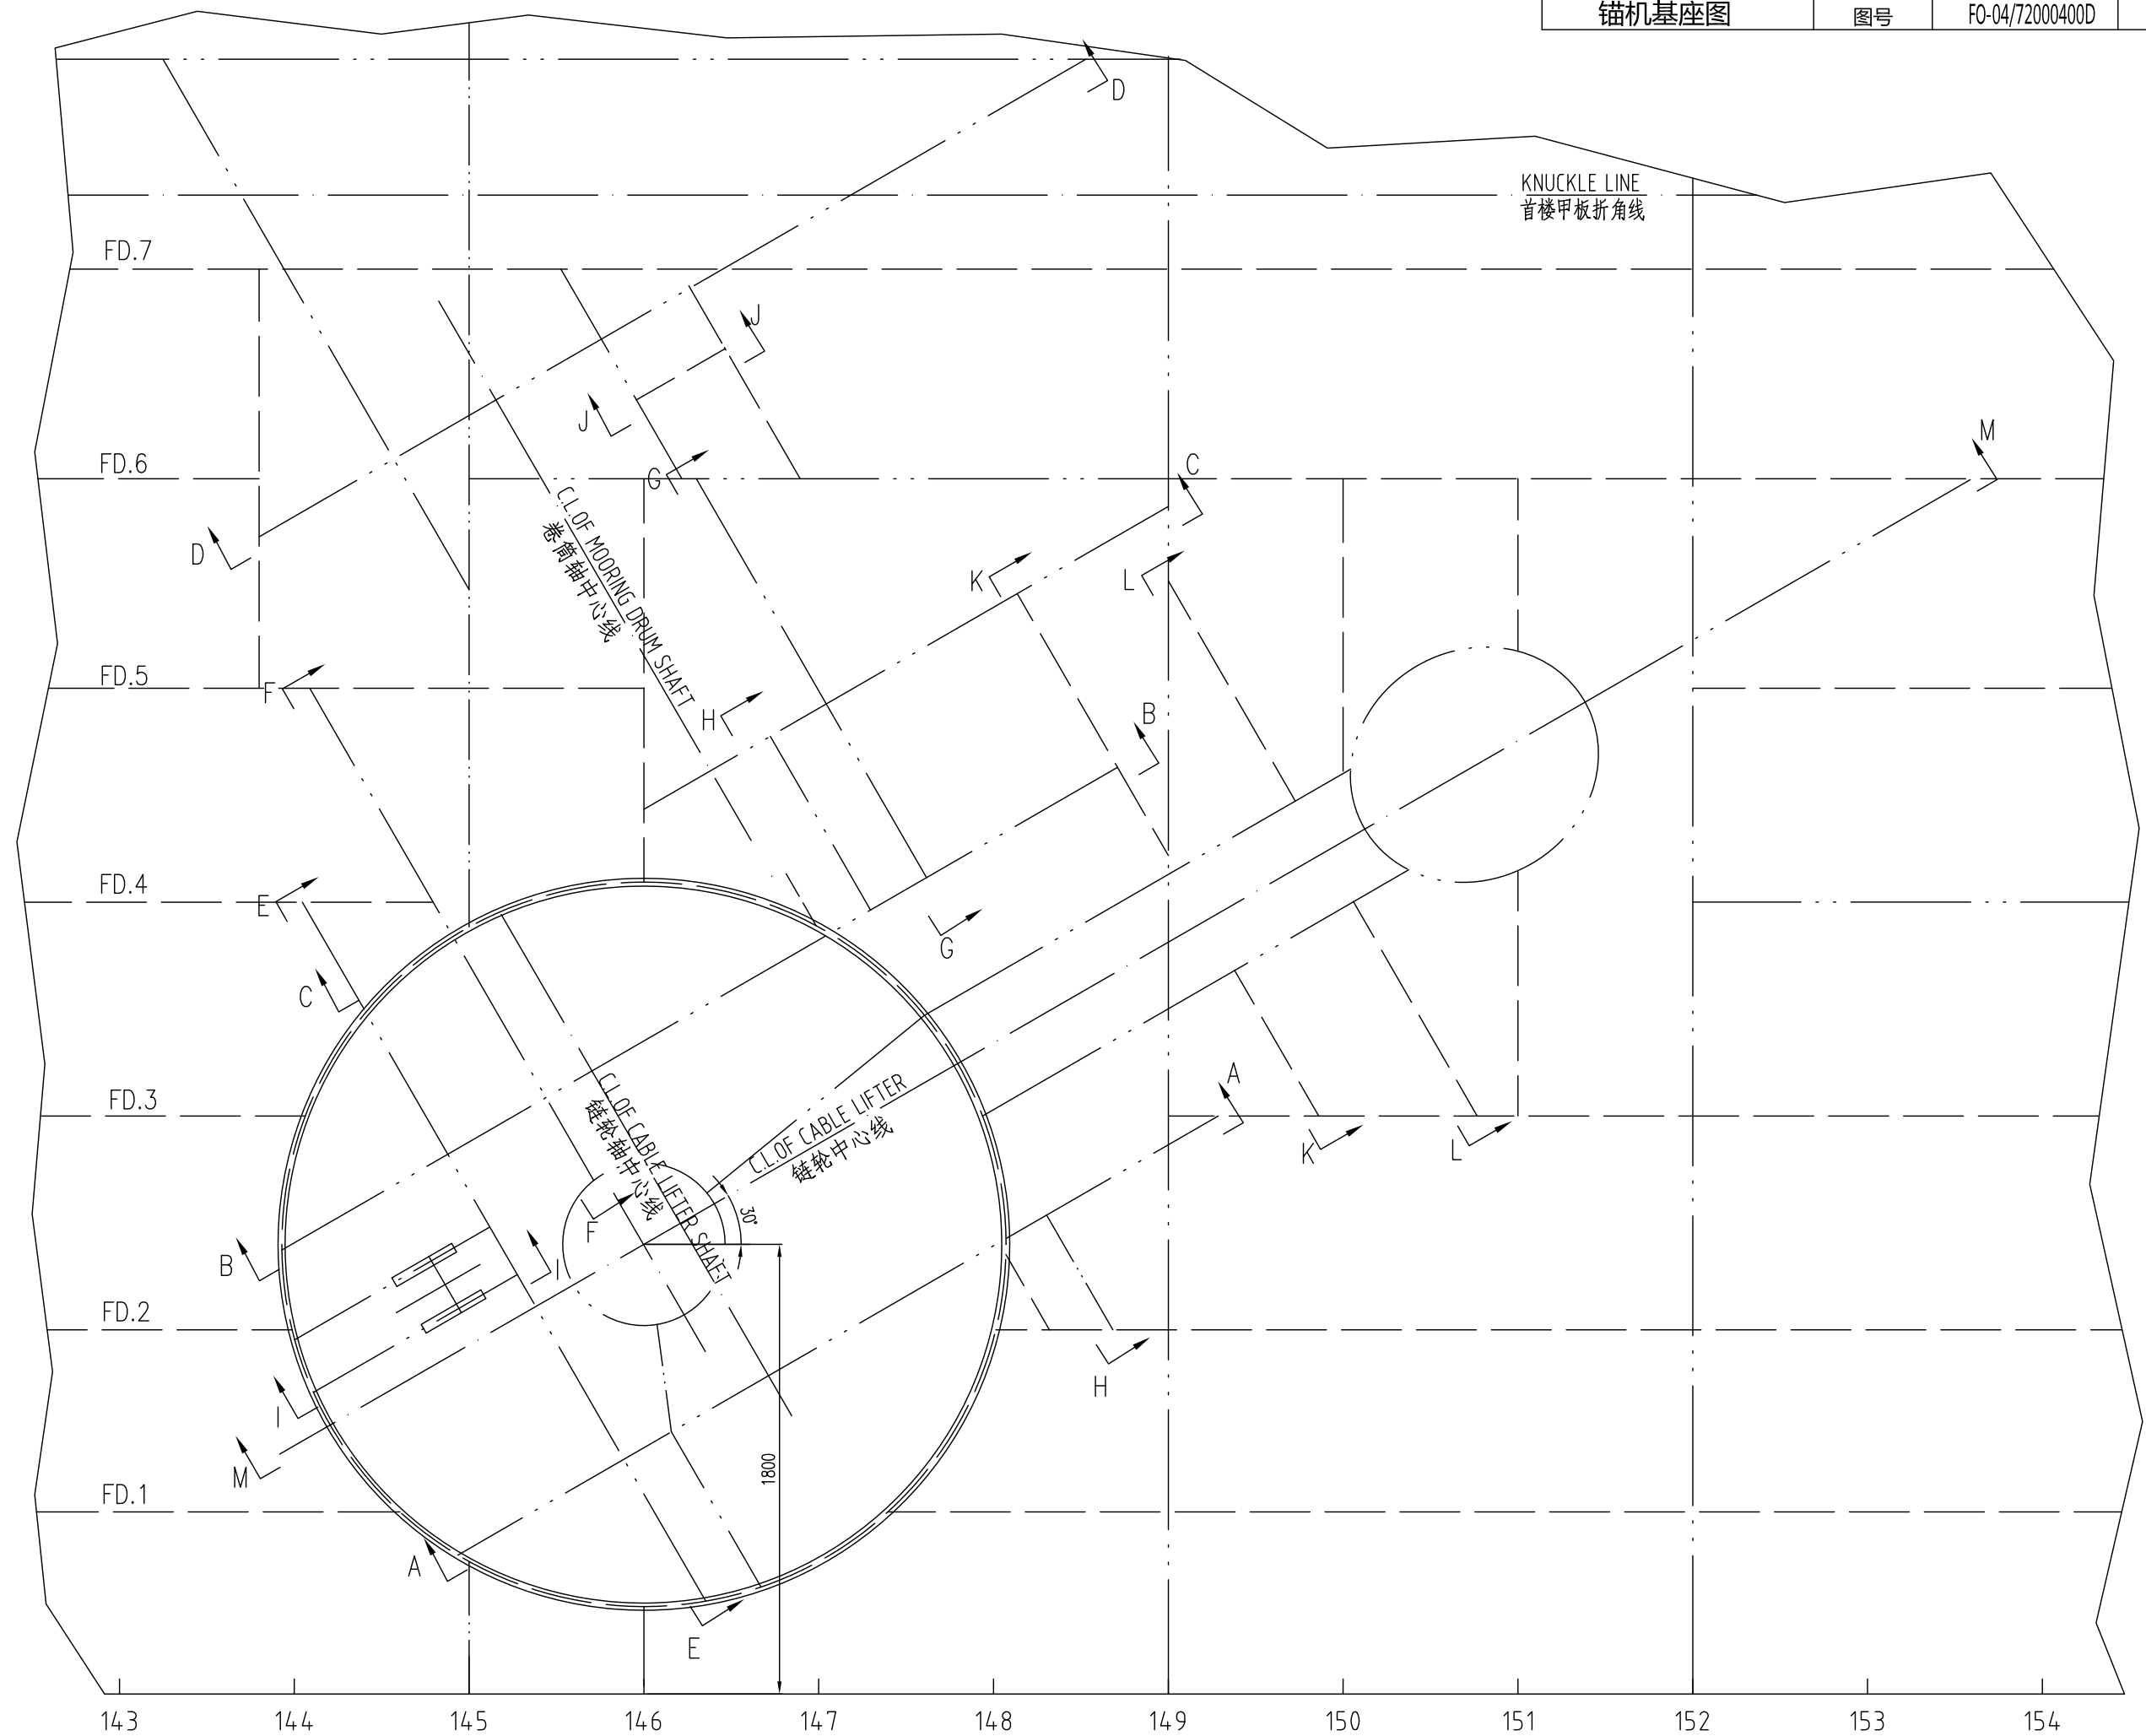 锚机基座图 图号 FO-04/72000400D
D
KNUCKLE LINE
首楼甲板折角线
FD.7
J
J
M
FD.6
G
C
C.L.OF MOORING DRUM SHAFT
卷筒轴中心线
D
K
L
FD.5
F
H
B
FD.4
E
G
C
FD.3
A
C.L.OF CABLE LIFTER SHAFT
链轮轴中心线
C.L.OF CABLE LIFTER
链轮中心线
K
L
30°
F
B
I
FD.2
H
I
M
1800
FD.1
A
E
143 144 145 146 147 148 149 150 151 152 153 154